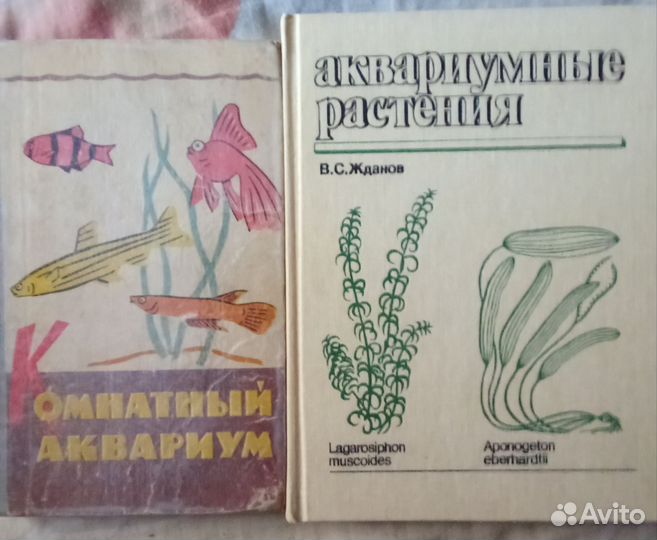 Комнатный
аквариум
аквариумные
растения
В.С.Жданов
Lagarosiphon
muscoides
Aponogeton
eberhardtii
Avito